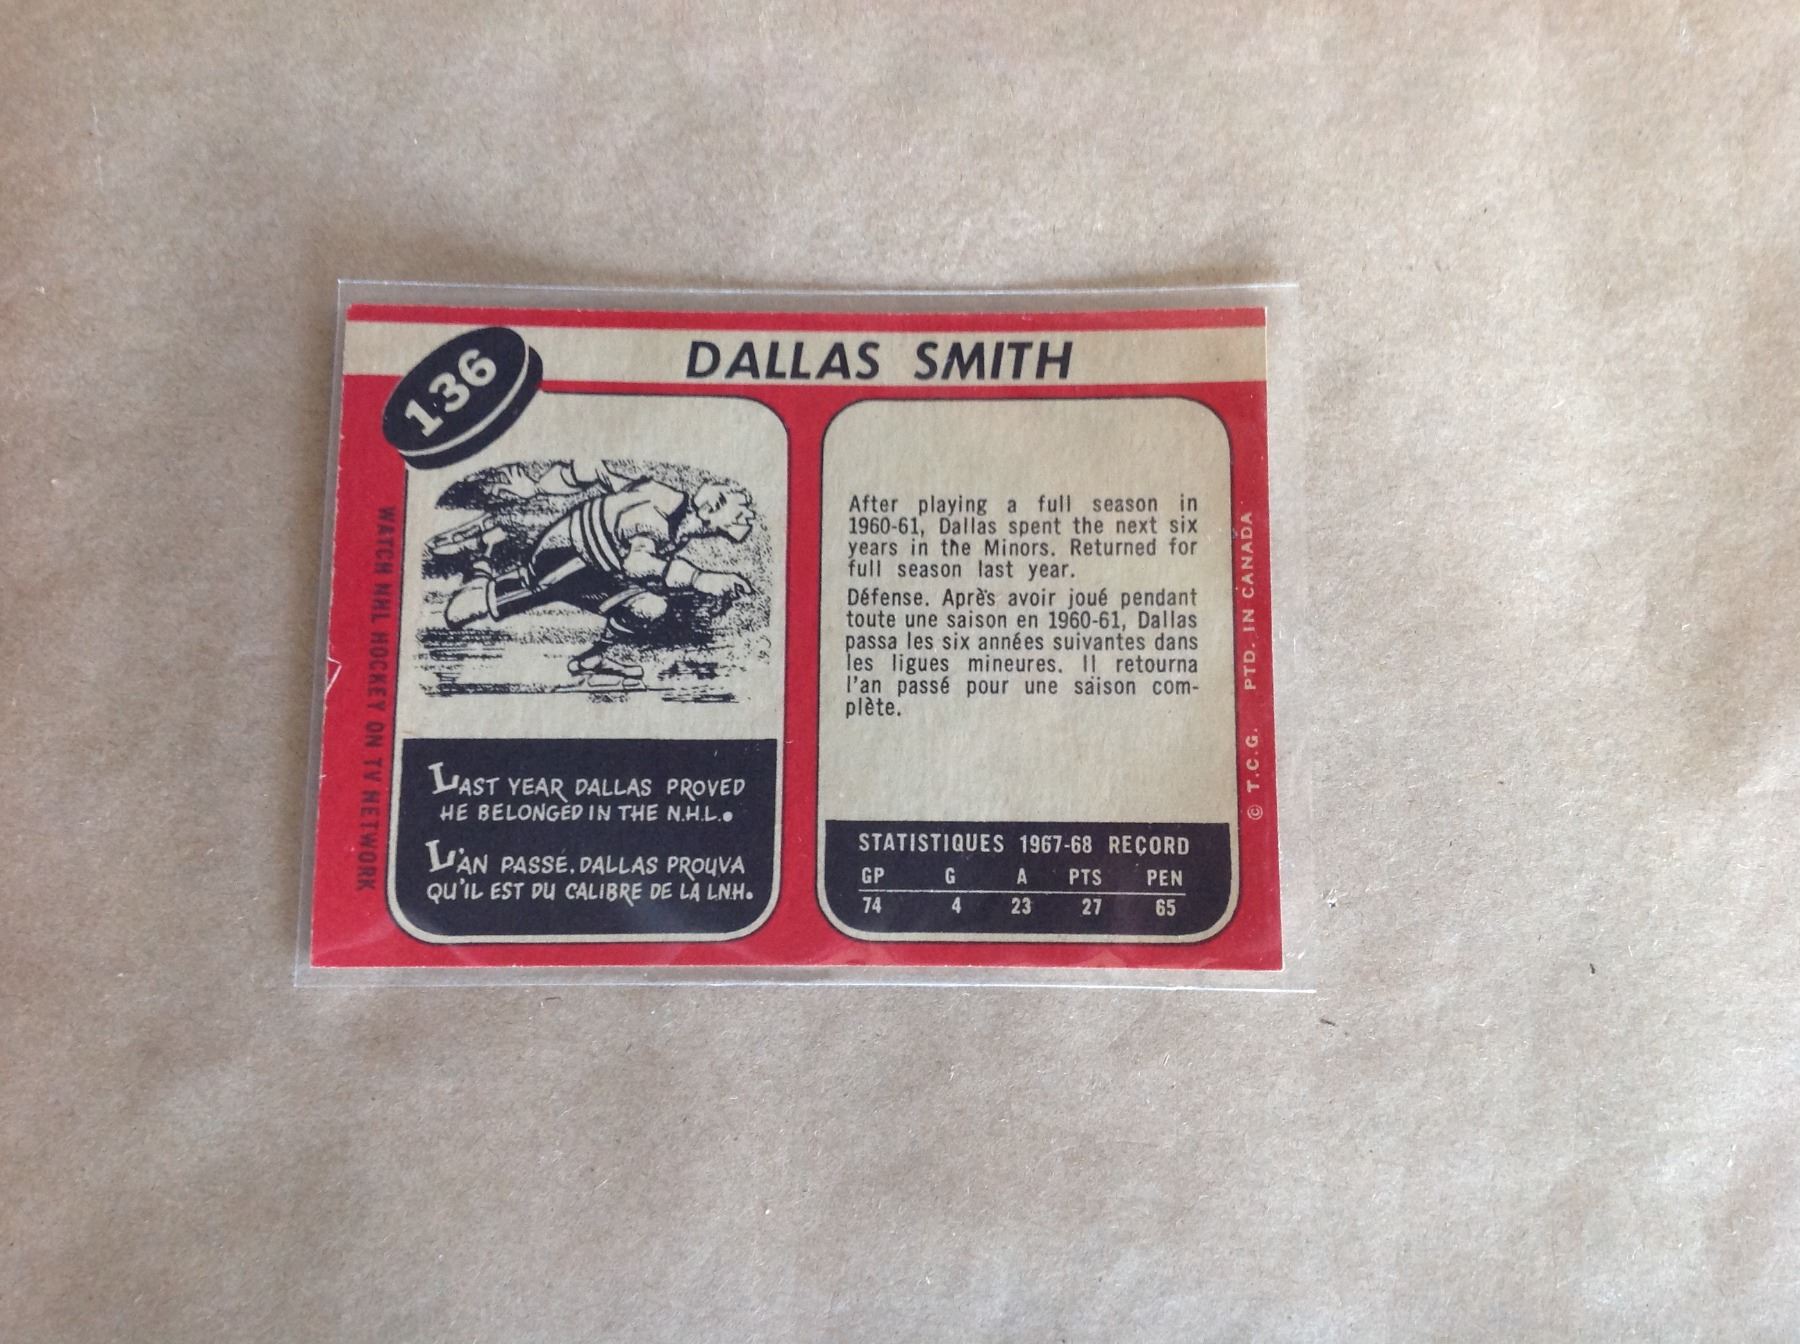 136
DALLAS SMITH
WATCH NHL HOCKEY ON TV NETWORK
LAST YEAR DALLAS PROVED
HE BELONGED IN THE N.H.L.
L'AN PASSÉ, DALLAS PROUVA
QU'IL EST DU CALIBRE DE LA L.N.H.
After playing a full season in
1960-61, Dallas spent the next six
years in the Minors. Returned for
full season last year.
Défense. Après avoir joué pendant
toute une saison en 1960-61, Dallas
passa les six années suivantes dans
les ligues mineures. Il retourna
l'an passé pour une saison com-
plète.
STATISTIQUES 1967-68 RECORD
GP G A PTS PEN
74 4 23 27 65
© T.C.G. PTD. IN CANADA